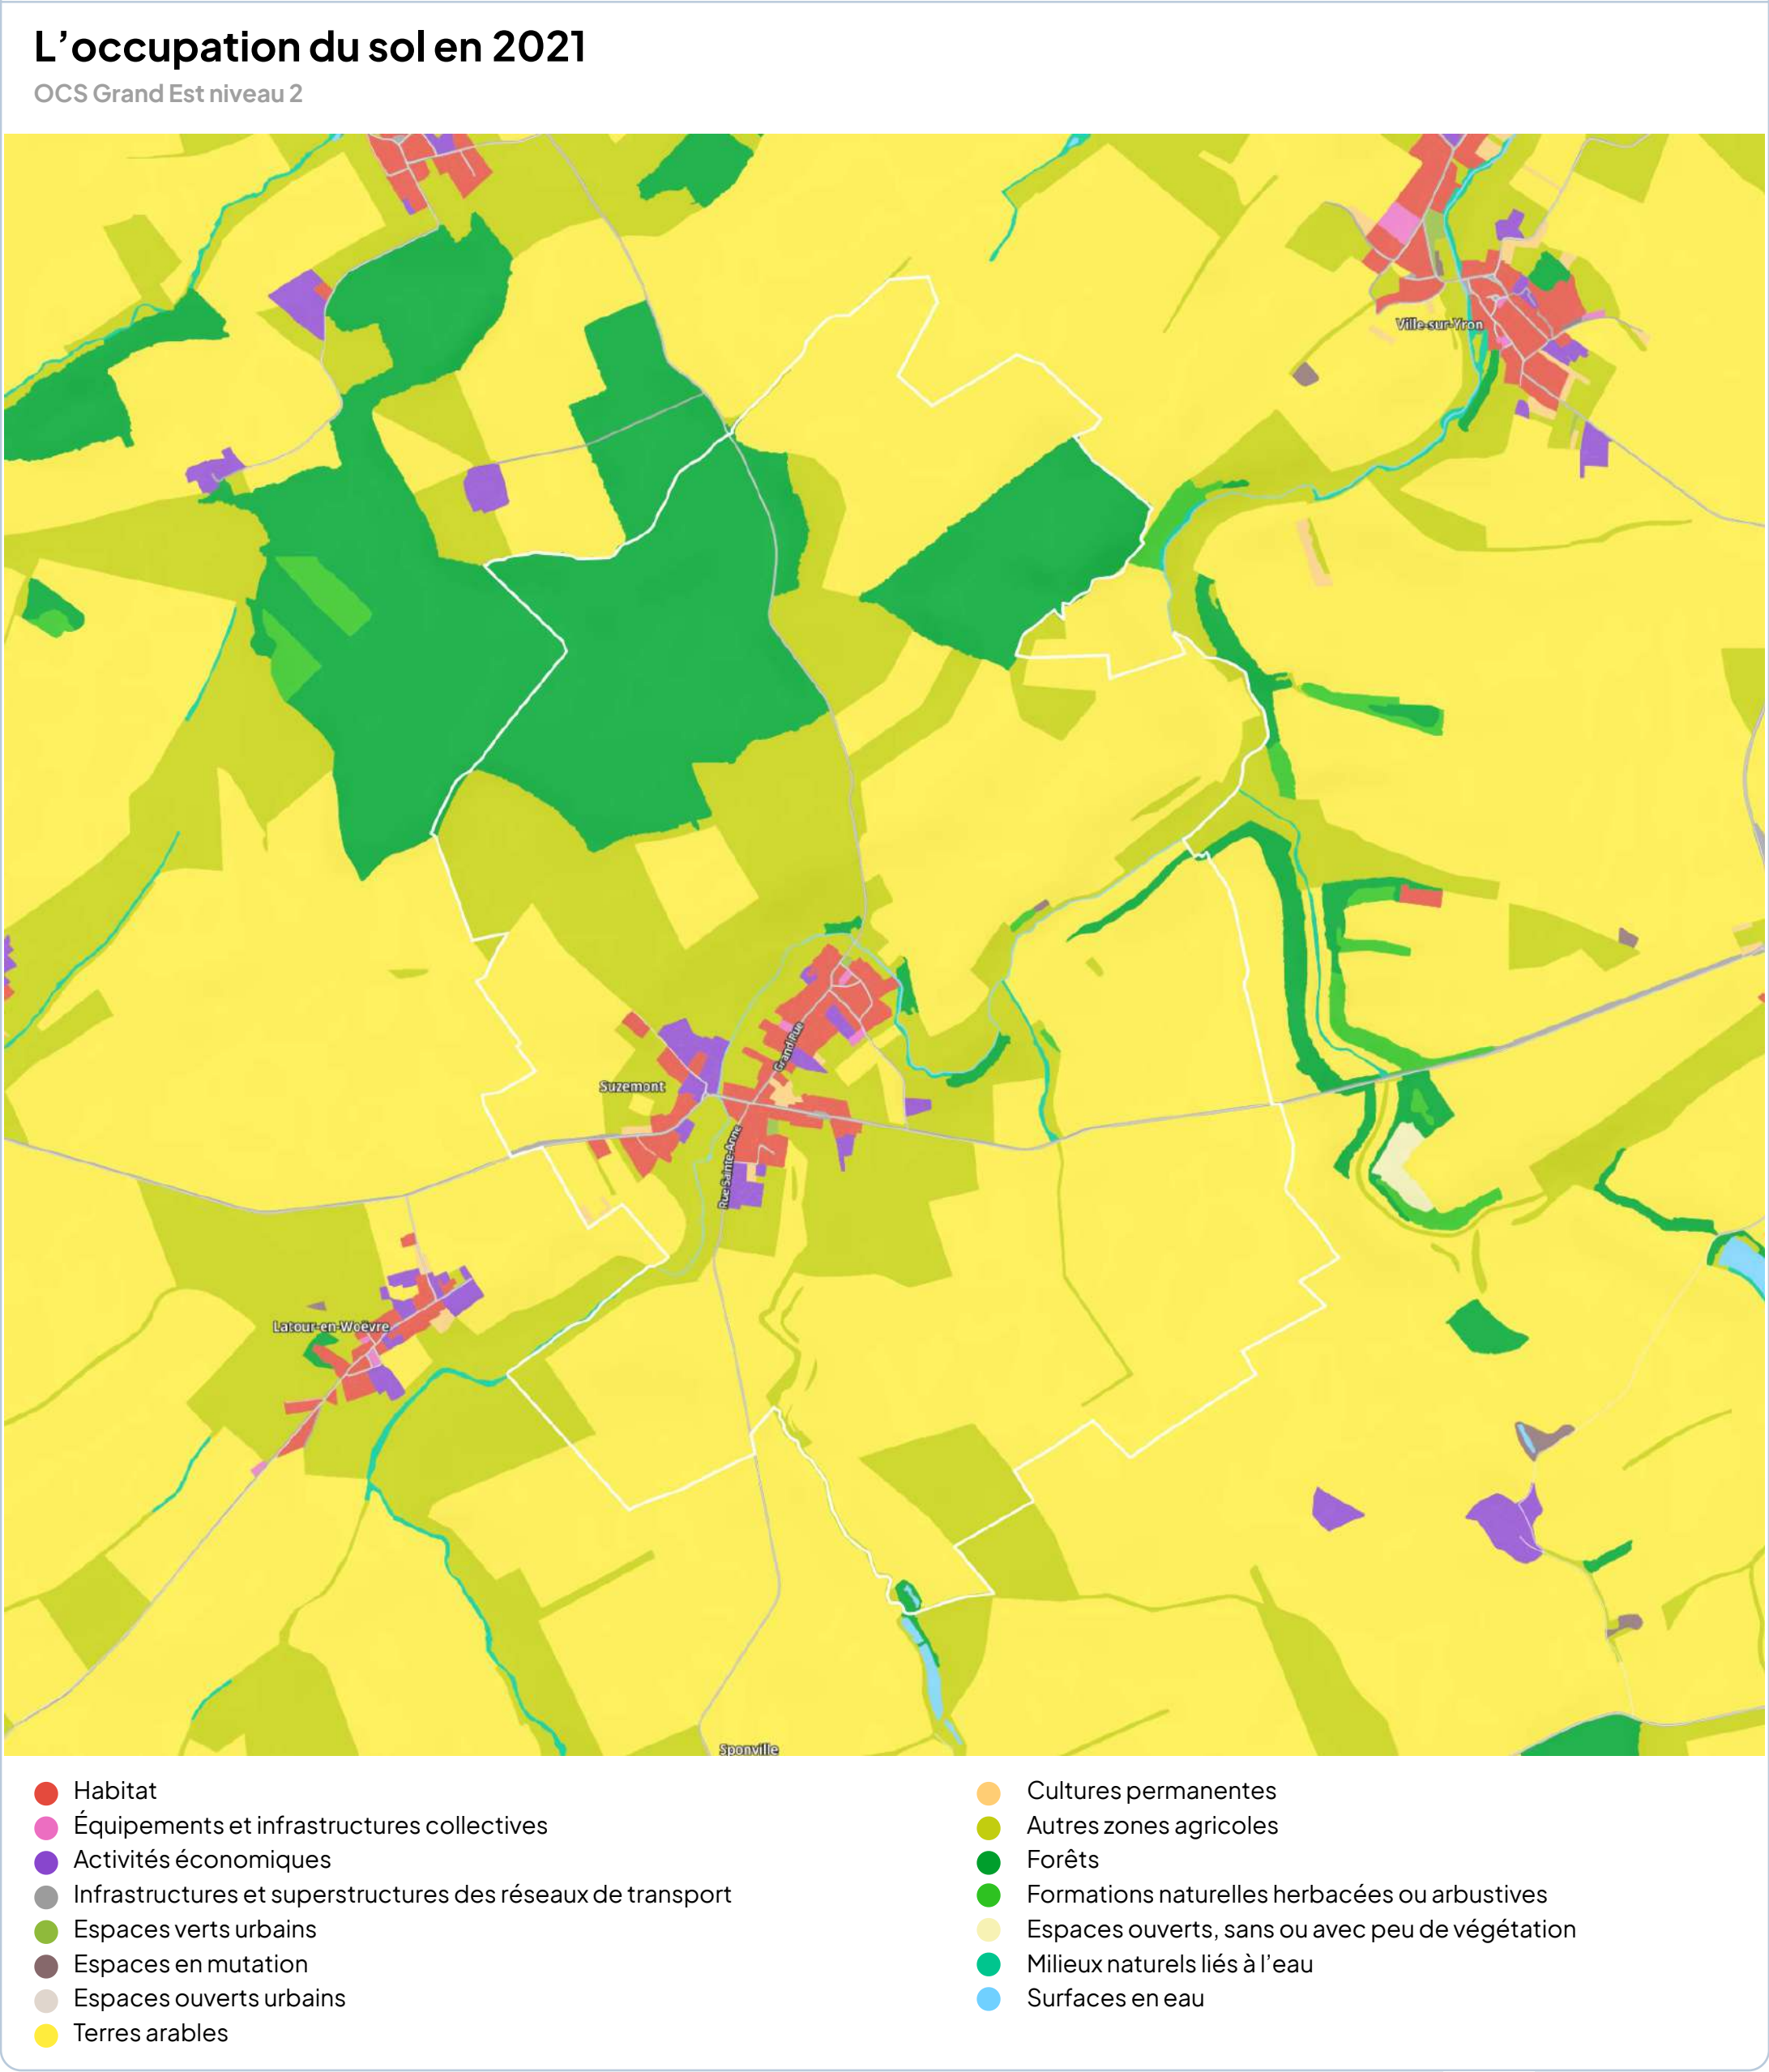 L’occupation du sol en 2021
OCS Grand Est niveau 2
Ville-sur-Yron
Grand Rue
Suzemont
Rue Sainte-Anne
Latour-en-Woëvre
Sponville
Habitat
Équipements et infrastructures collectives
Activités économiques
Infrastructures et superstructures des réseaux de transport
Espaces verts urbains
Espaces en mutation
Espaces ouverts urbains
Terres arables
Cultures permanentes
Autres zones agricoles
Forêts
Formations naturelles herbacées ou arbustives
Espaces ouverts, sans ou avec peu de végétation
Milieux naturels liés à l’eau
Surfaces en eau